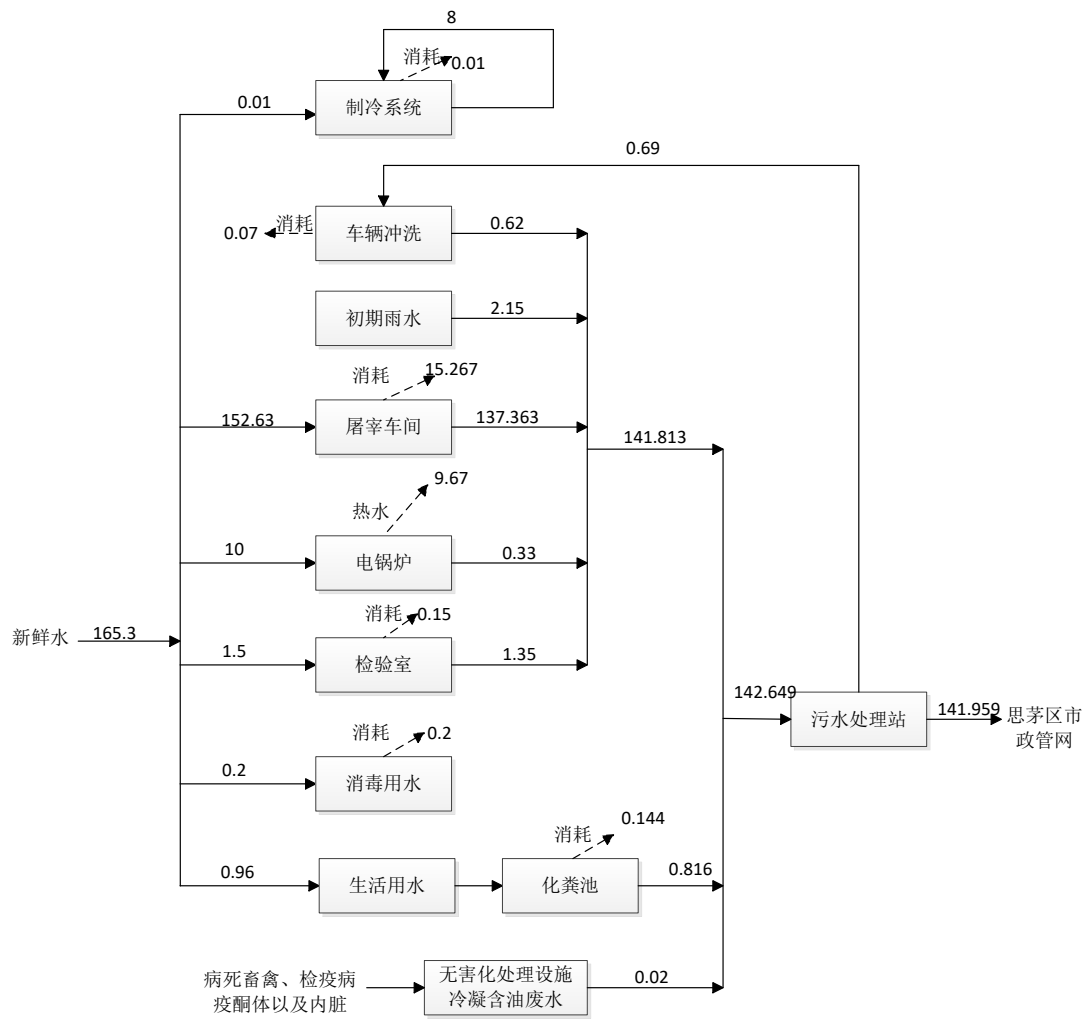 8
消耗
0.01
0.01
制冷系统
0.69
消耗
0.07
车辆冲洗
0.62
初期雨水
2.15
消耗
15.267
152.63
屠宰车间
137.363
141.813
9.67
热水
10
电锅炉
0.33
消耗
0.15
新鲜水
165.3
1.5
检验室
1.35
142.649
污水处理站
141.959
思茅区市
政管网
消耗
0.2
0.2
消毒用水
0.144
消耗
0.96
生活用水
化粪池
0.816
病死畜禽、检疫病
疫酮体以及内脏
无害化处理设施
冷凝含油废水
0.02